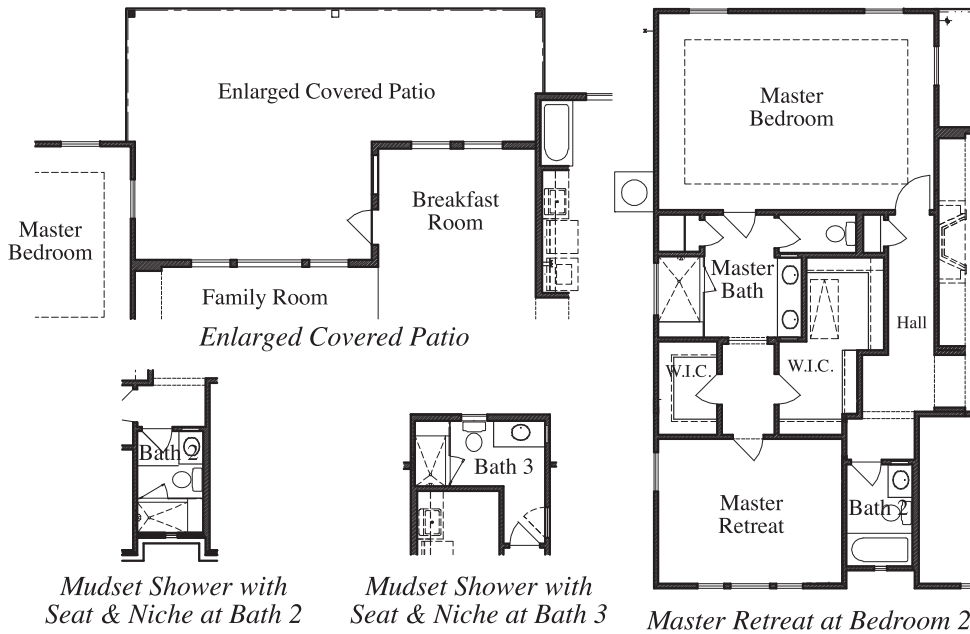 Enlarged Covered Patio
Breakfast
Room
Master
Bedroom
Family Room
Enlarged Covered Patio
Bath 2
Mudset Shower with
Seat & Niche at Bath 2
Bath 3
Mudset Shower with
Seat & Niche at Bath 3
Master
Bedroom
Master
Bath
Hall
W.I.C.
W.I.C.
Master
Retreat
Bath 2
Master Retreat at Bedroom 2